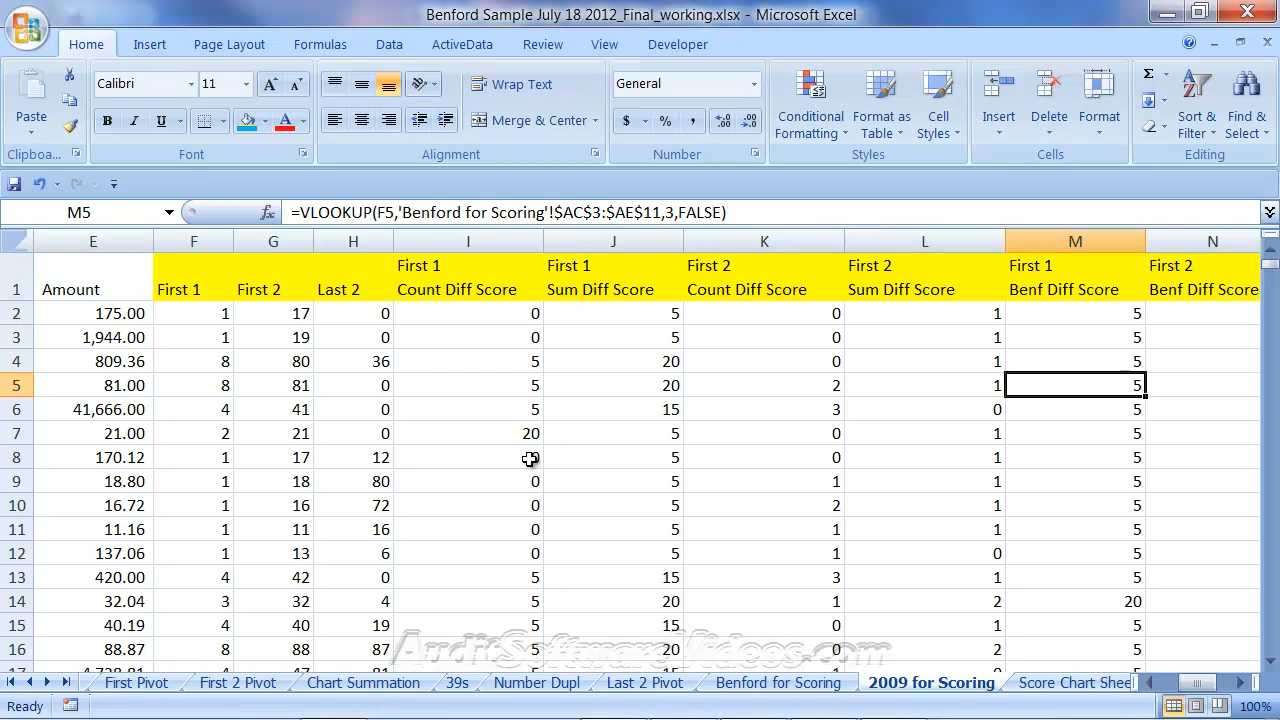 Benford Sample July 18 2012_Final_working.xsx - Microsoft Excel
Home Insert Page Layout Formulas Data ActiveData Review View Developer
Calibri 11 Wrap Text General
Paste Merge & Center Conditional Formatting Format as Table Cell Styles Insert Delete Format Sort & Filter Find & Select
Clipboa... Font Alignment Number Styles Cells Editing
M5 fx =VLOOKUP(F5,'Benford for Scoring'!$AC$3:$AE$11,3,FALSE)
E F G H I J K L M N
First 1 First 1 First 2 First 2 First 1 First 2
1 Amount First 1 First 2 Last 2 Count Diff Score Sum Diff Score Count Diff Score Sum Diff Score Benf Diff Score Benf Diff Score
2 175.00 1 17 0 0 5 0 1 5
3 1,944.00 1 19 0 0 5 0 1 5
4 809.36 8 80 36 5 20 0 1 5
5 81.00 8 81 0 5 20 2 1 5
6 41,666.00 4 41 0 5 15 3 0 5
7 21.00 2 21 0 20 5 0 1 5
8 170.12 1 17 12 5 0 1 5
9 18.80 1 18 80 0 5 1 1 5
10 16.72 1 16 72 0 5 2 1 5
11 11.16 1 11 16 0 5 1 1 5
12 137.06 1 13 6 0 5 1 0 5
13 420.00 4 42 0 5 15 3 1 5
14 32.04 3 32 4 5 20 1 2 20
15 40.19 4 40 19 5 15 0 1 5
16 88.87 8 88 87 5 20 0 2 5
AuditSoftwareVideos.com
First Pivot First 2 Pivot Chart Summation 39s Number Dupl Last 2 Pivot Benford for Scoring 2009 for Scoring Score Chart Shee
Ready 100%